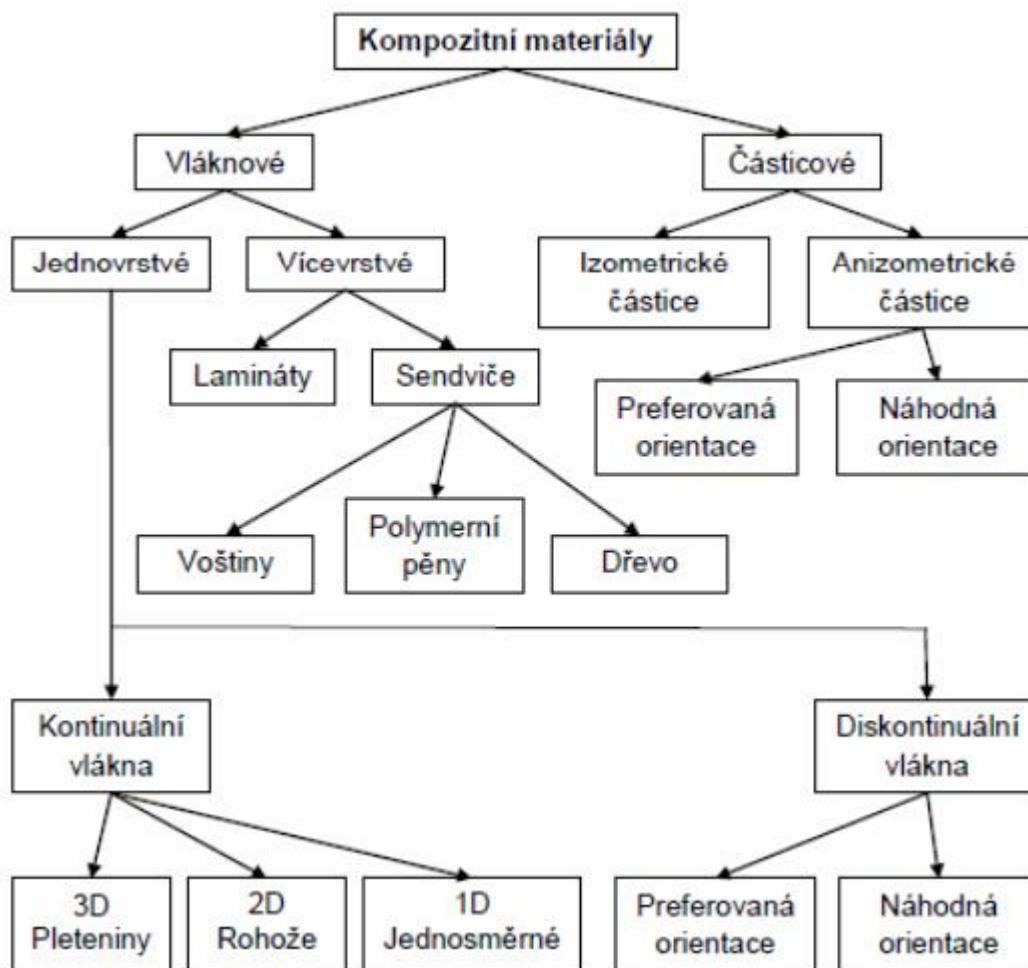 Kompozitní materiály
Vláknové
Částicové
Jednovrstvé
Vícevrstvé
Izometrické
částice
Anizometrické
částice
Lamináty
Sendviče
Preferovaná
orientace
Náhodná
orientace
Voštiny
Polymerní
pěny
Dřevo
Kontinuální
vlákna
Diskontinuální
vlákna
3D
Pleteniny
2D
Rohože
1D
Jednosměrné
Preferovaná
orientace
Náhodná
orientace